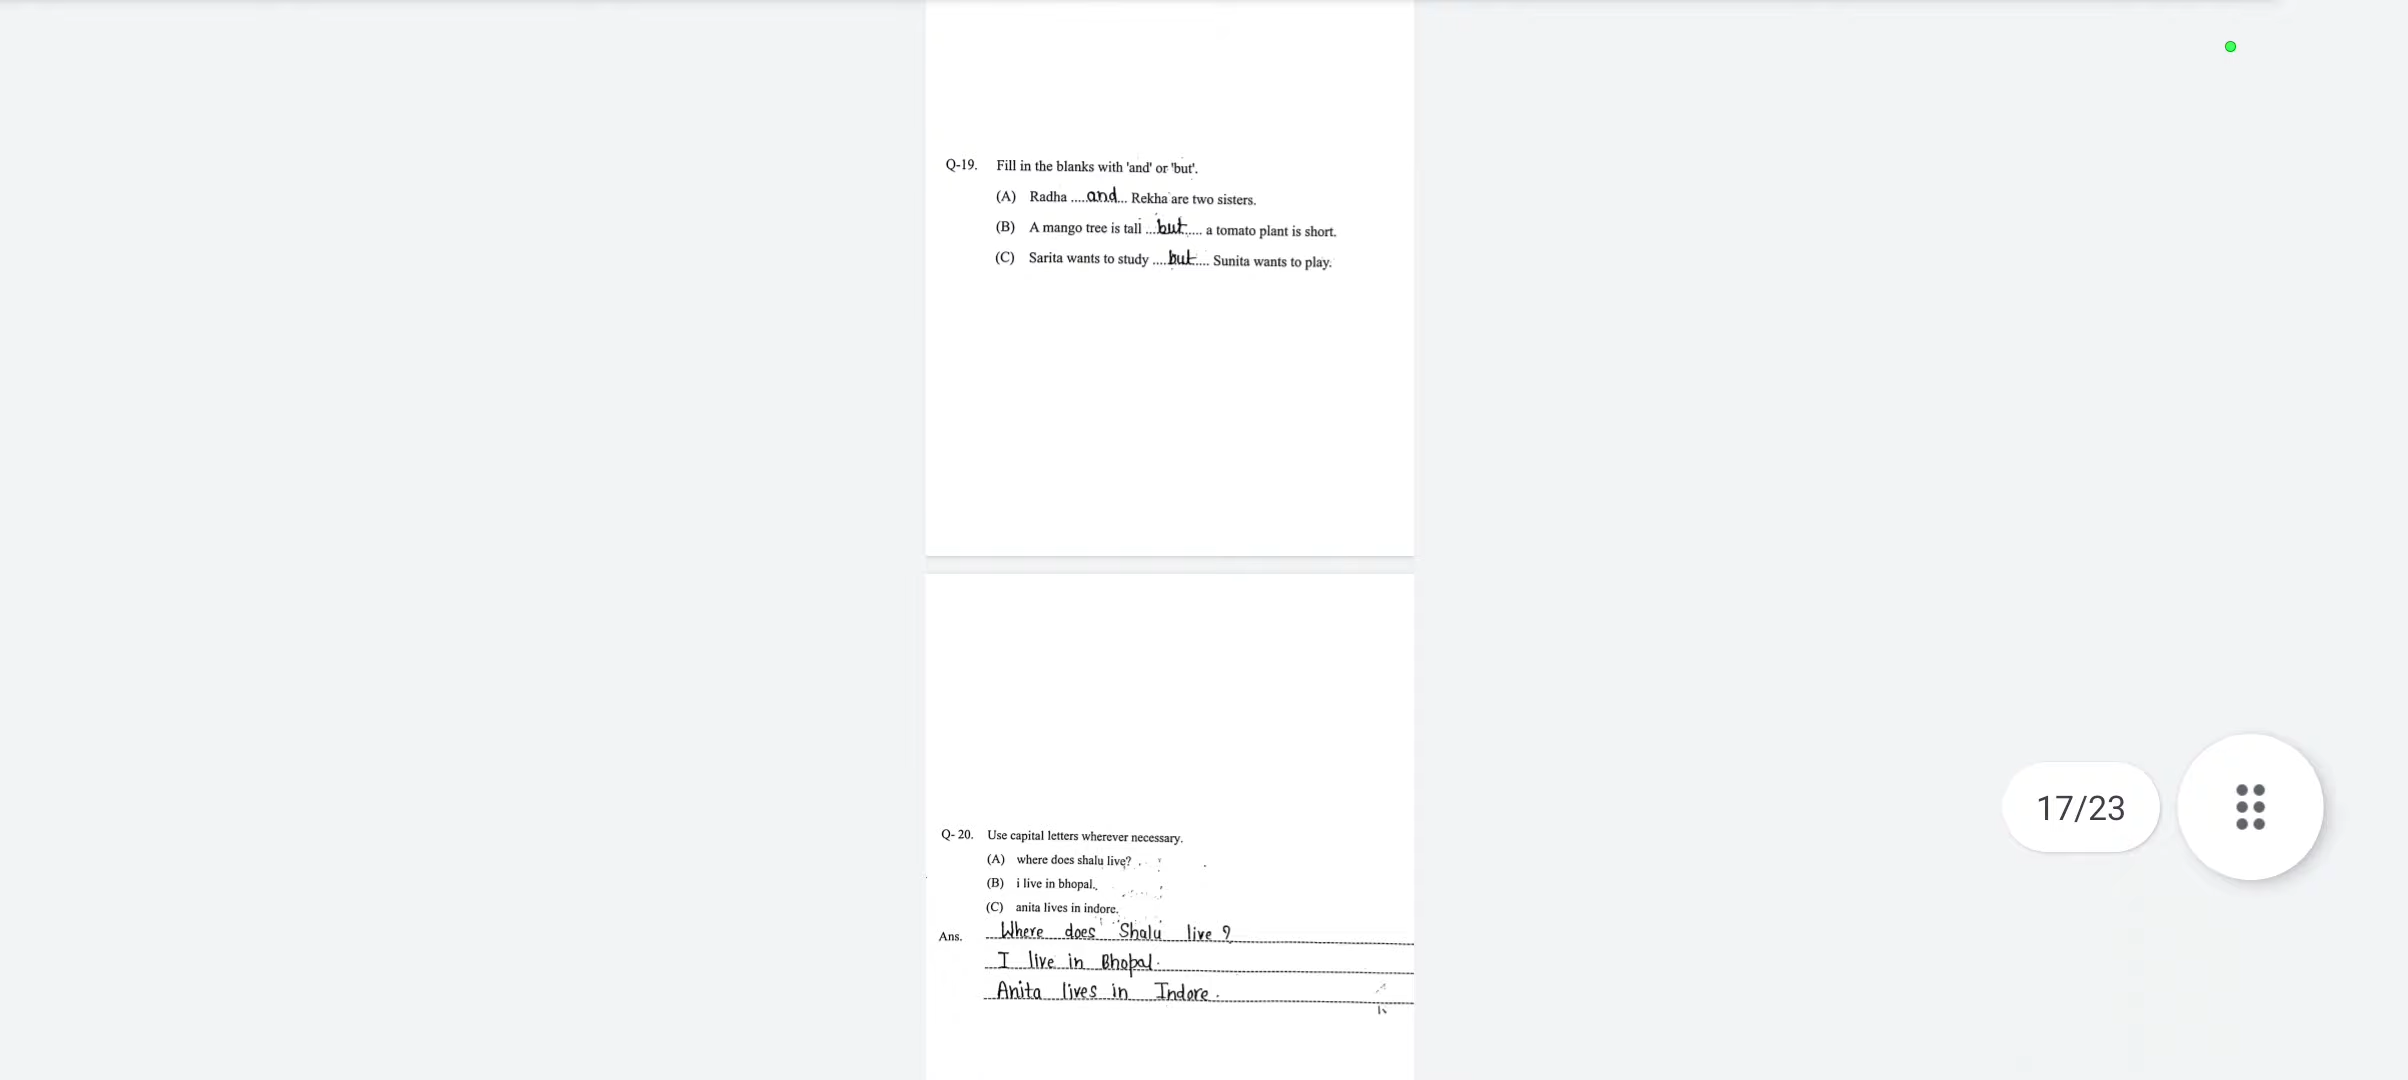 Q-19. Fill in the blanks with 'and' or 'but'.
(A) Radha ....and... Rekha are two sisters.
(B) A mango tree is tall ...but..... a tomato plant is short.
(C) Sarita wants to study ....but.... Sunita wants to play.
Q- 20. Use capital letters wherever necessary.
(A) where does shalu live?
(B) i live in bhopal.
(C) anita lives in indore.
Ans. Where does Shalu live ?
I live in Bhopal.
Anita lives in Indore.
17/23